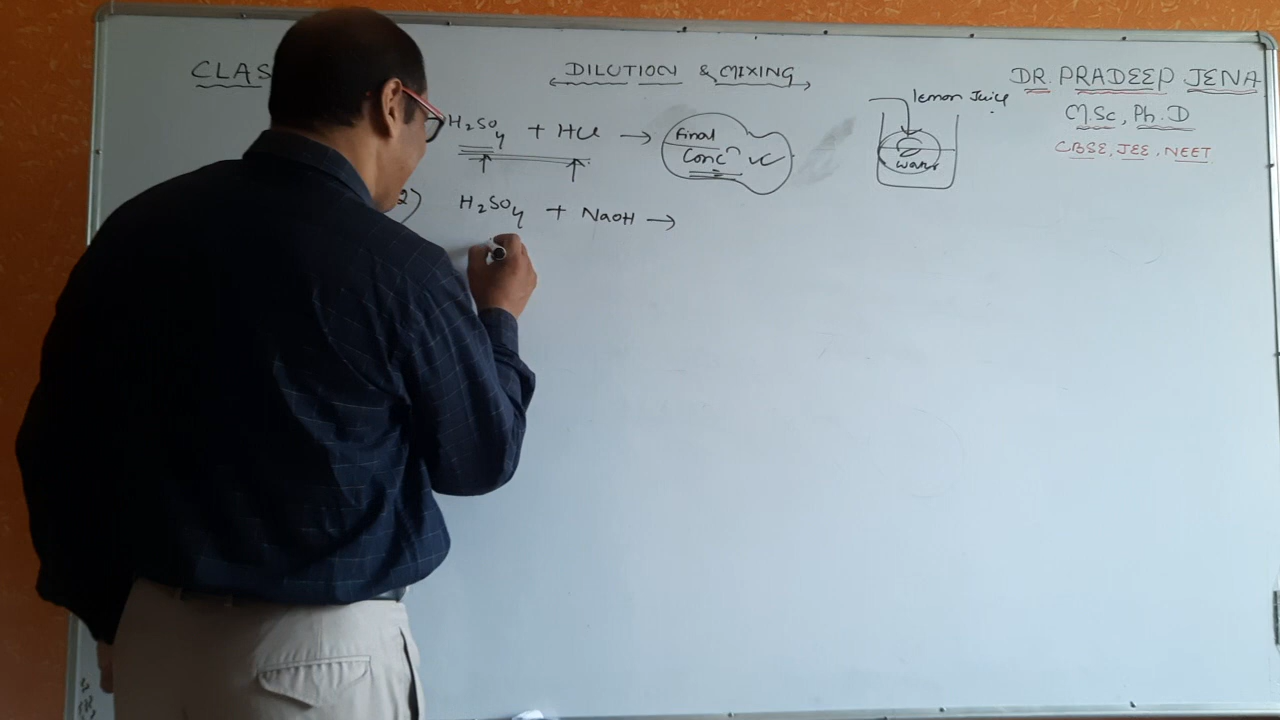 CLAS
DILUTION & MIXING
DR. PRADEEP JENA
M.Sc, Ph.D
CBSE, JEE, NEET
H₂SO₄ + HCl → Final
Concⁿ
lemon Juice
water
2) H₂SO₄ + NaOH →